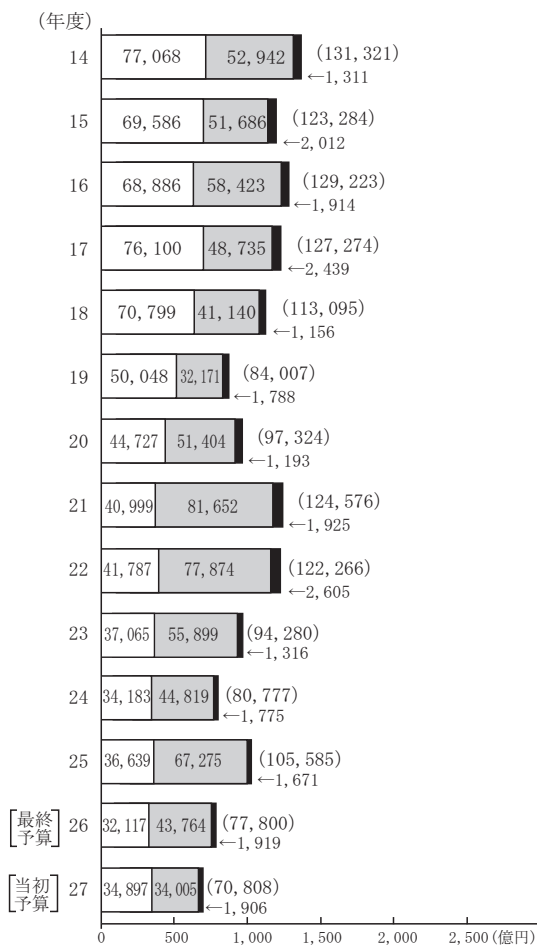 (年度)
14 77,068 52,942 (131,321)
←1,311
15 69,586 51,686 (123,284)
←2,012
16 68,886 58,423 (129,223)
←1,914
17 76,100 48,735 (127,274)
←2,439
18 70,799 41,140 (113,095)
←1,156
19 50,048 32,171 (84,007)
←1,788
20 44,727 51,404 (97,324)
←1,193
21 40,999 81,652 (124,576)
←1,925
22 41,787 77,874 (122,266)
←2,605
23 37,065 55,899 (94,280)
←1,316
24 34,183 44,819 (80,777)
←1,775
25 36,639 67,275 (105,585)
←1,671
[最終予算] 26 32,117 43,764 (77,800)
←1,919
[当初予算] 27 34,897 34,005 (70,808)
←1,906
0 500 1,000 1,500 2,000 2,500 (億円)